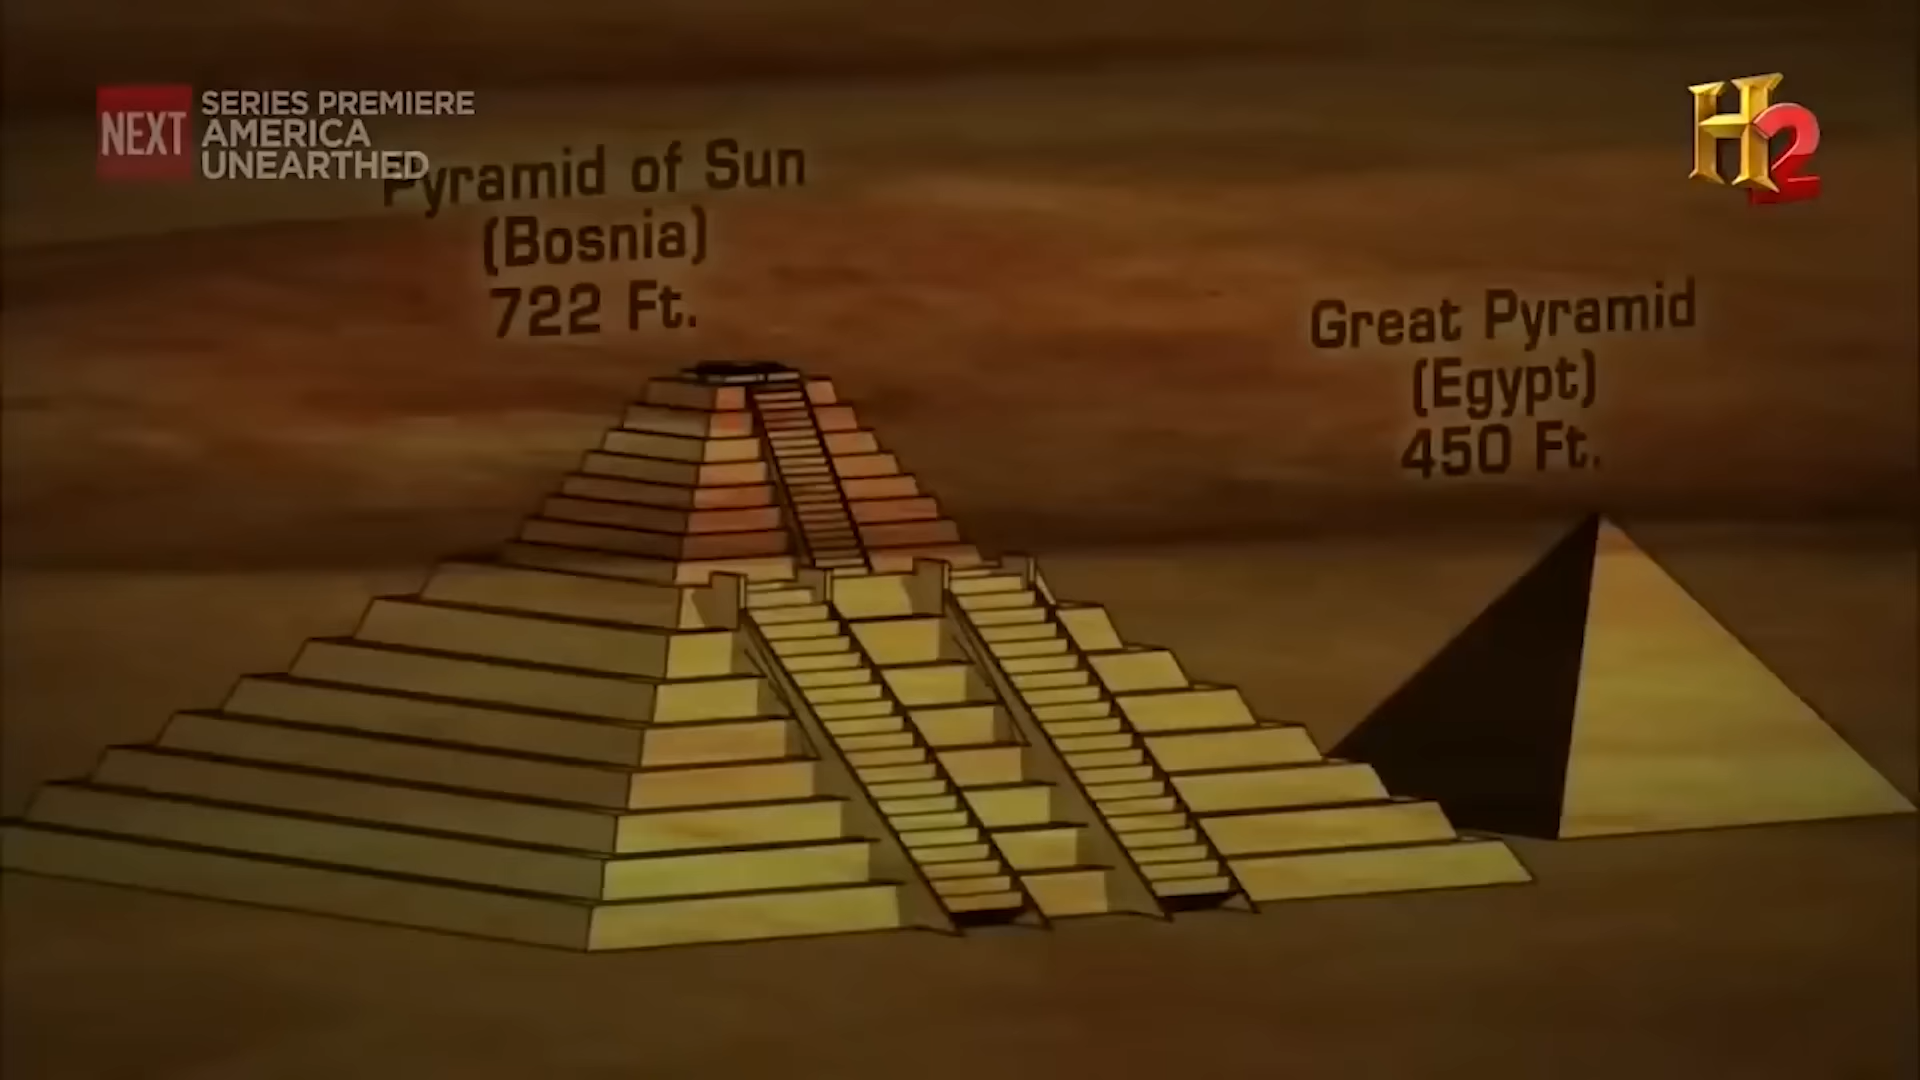 NEXT
SERIES PREMIERE
AMERICA
UNEARTHED
H2
Pyramid of Sun
(Bosnia)
722 Ft.
Great Pyramid
(Egypt)
450 Ft.